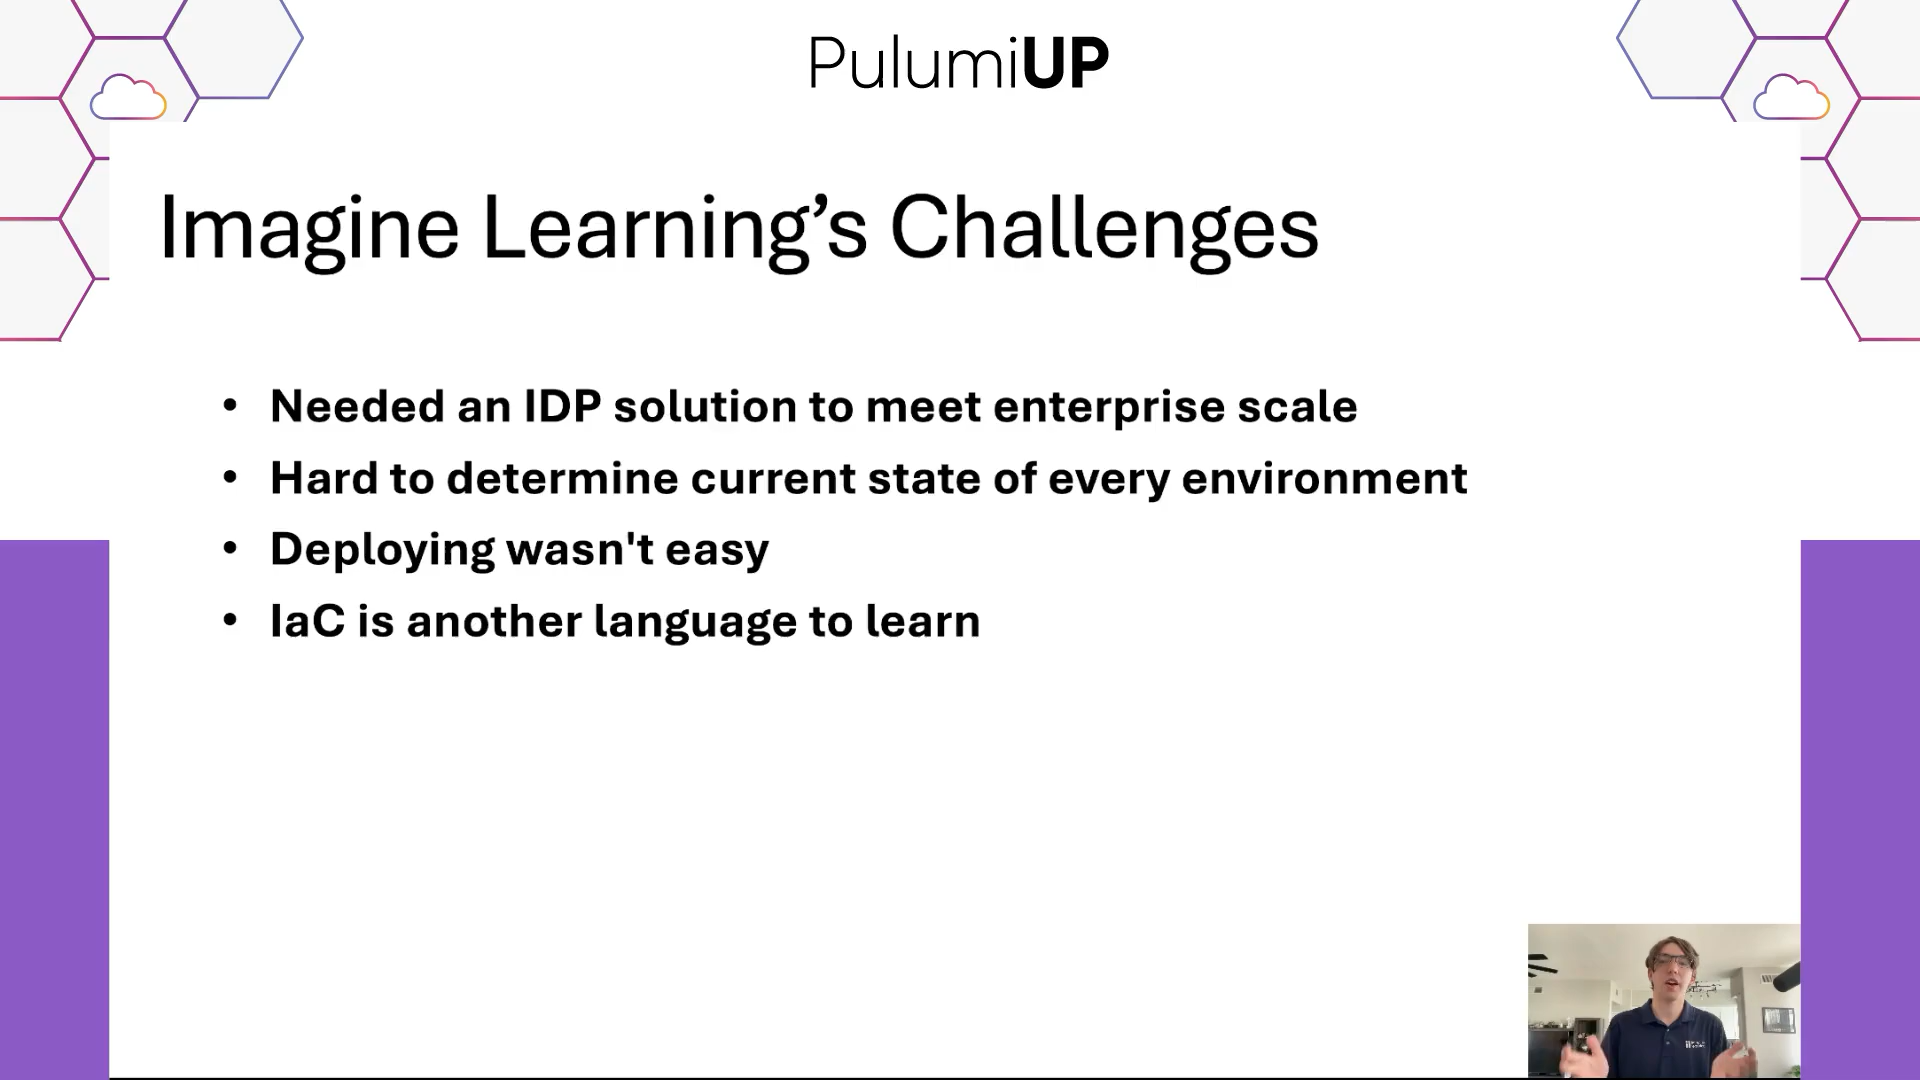 PulumiUP
Imagine Learning’s Challenges
• Needed an IDP solution to meet enterprise scale
• Hard to determine current state of every environment
• Deploying wasn't easy
• IaC is another language to learn